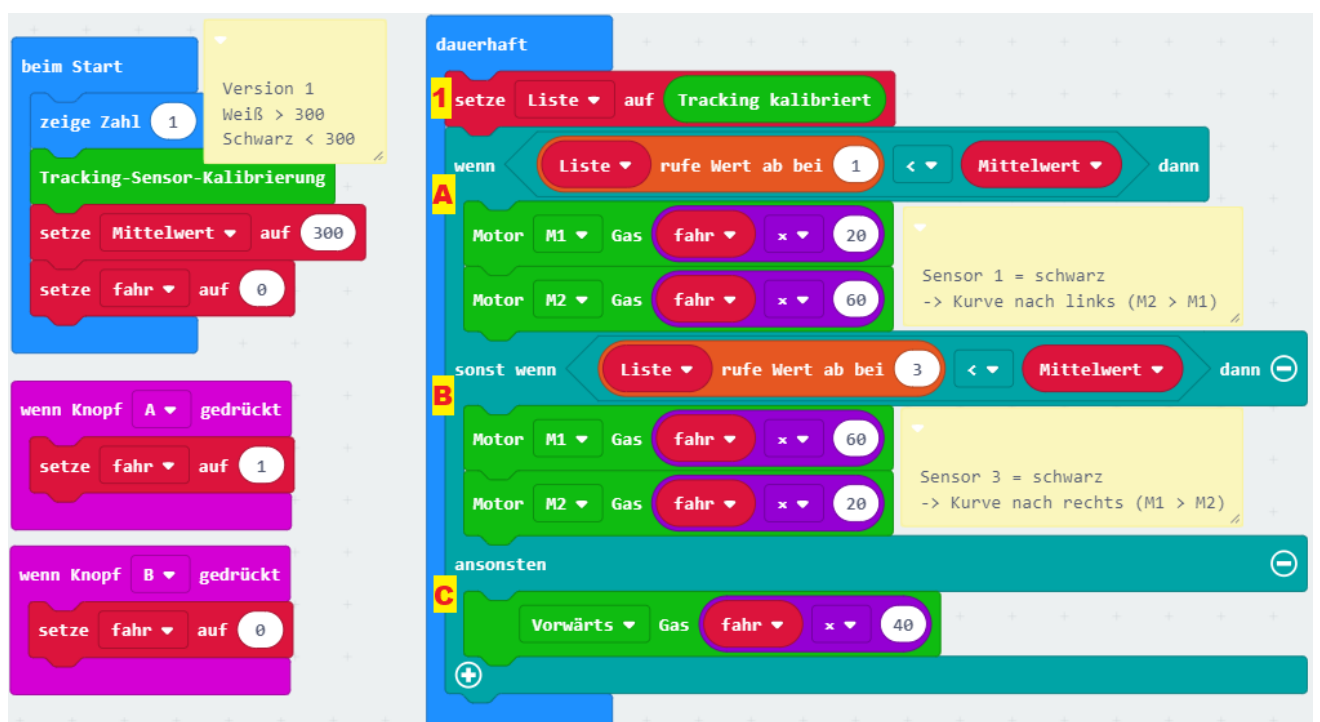 beim Start
zeige Zahl 1
Tracking-Sensor-Kalibrierung
setze Mittelwert auf 300
setze fahr auf 0
Version 1
Weiß > 300
Schwarz < 300
wenn Knopf A gedrückt
setze fahr auf 1
wenn Knopf B gedrückt
setze fahr auf 0
dauerhaft
1 setze Liste auf Tracking kalibriert
wenn Liste rufe Wert ab bei 1 < Mittelwert dann
A
Motor M1 Gas fahr × 20
Motor M2 Gas fahr × 60
Sensor 1 = schwarz
-> Kurve nach links (M2 > M1)
sonst wenn Liste rufe Wert ab bei 3 < Mittelwert dann
B
Motor M1 Gas fahr × 60
Motor M2 Gas fahr × 20
Sensor 3 = schwarz
-> Kurve nach rechts (M1 > M2)
ansonsten
C
Vorwärts Gas fahr × 40